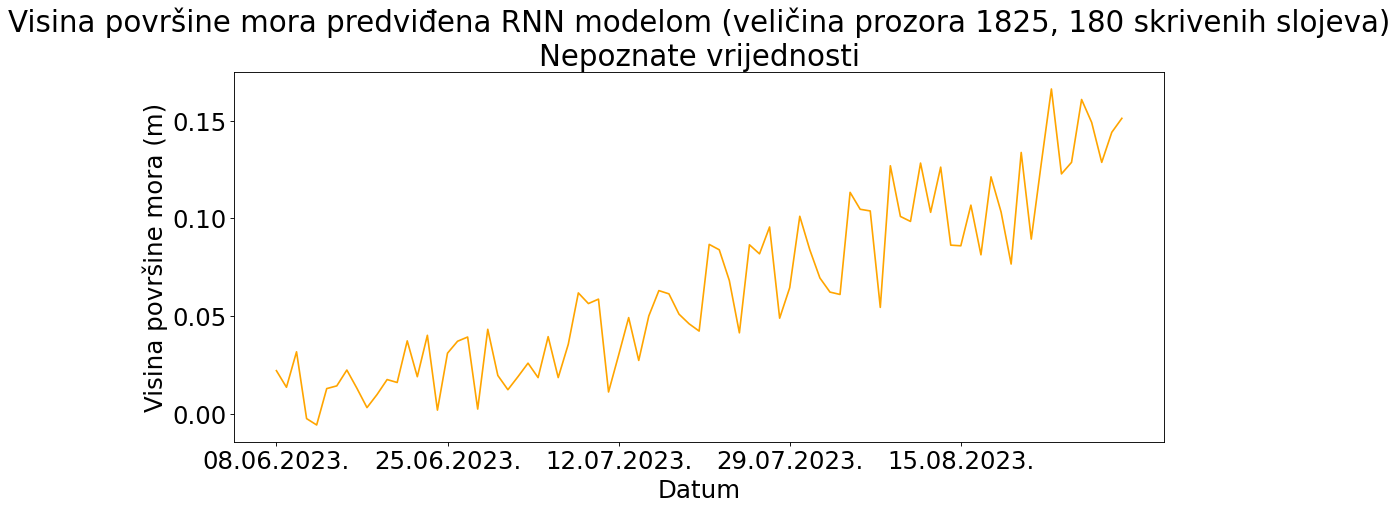 Visina površine mora predviđena RNN modelom (veličina prozora 1825, 180 skrivenih slojeva)
Nepoznate vrijednosti
Visina površine mora (m)
0.15
0.10
0.05
0.00
08.06.2023. 25.06.2023. 12.07.2023. 29.07.2023. 15.08.2023.
Datum